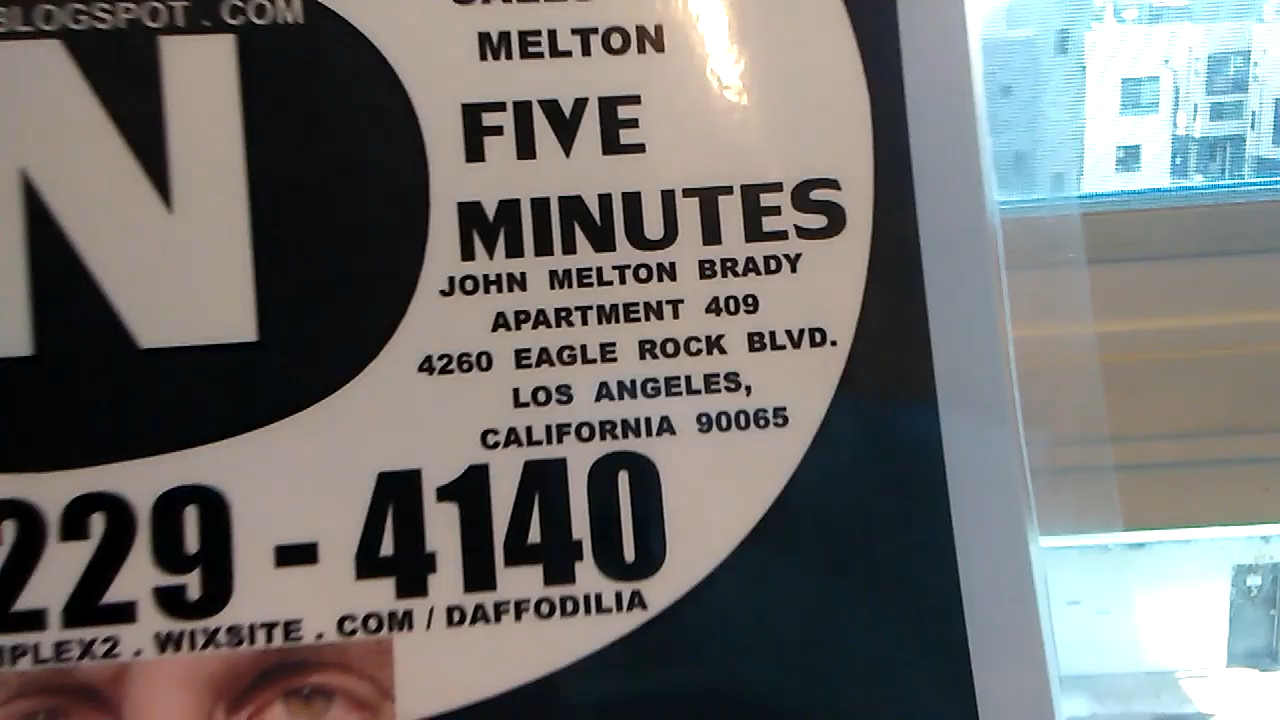 BLOGSPOT . COM
N
MELTON
FIVE
MINUTES
JOHN MELTON BRADY
APARTMENT 409
4260 EAGLE ROCK BLVD.
LOS ANGELES,
CALIFORNIA 90065
229 - 4140
MPLEX2 . WIXSITE . COM / DAFFODILIA